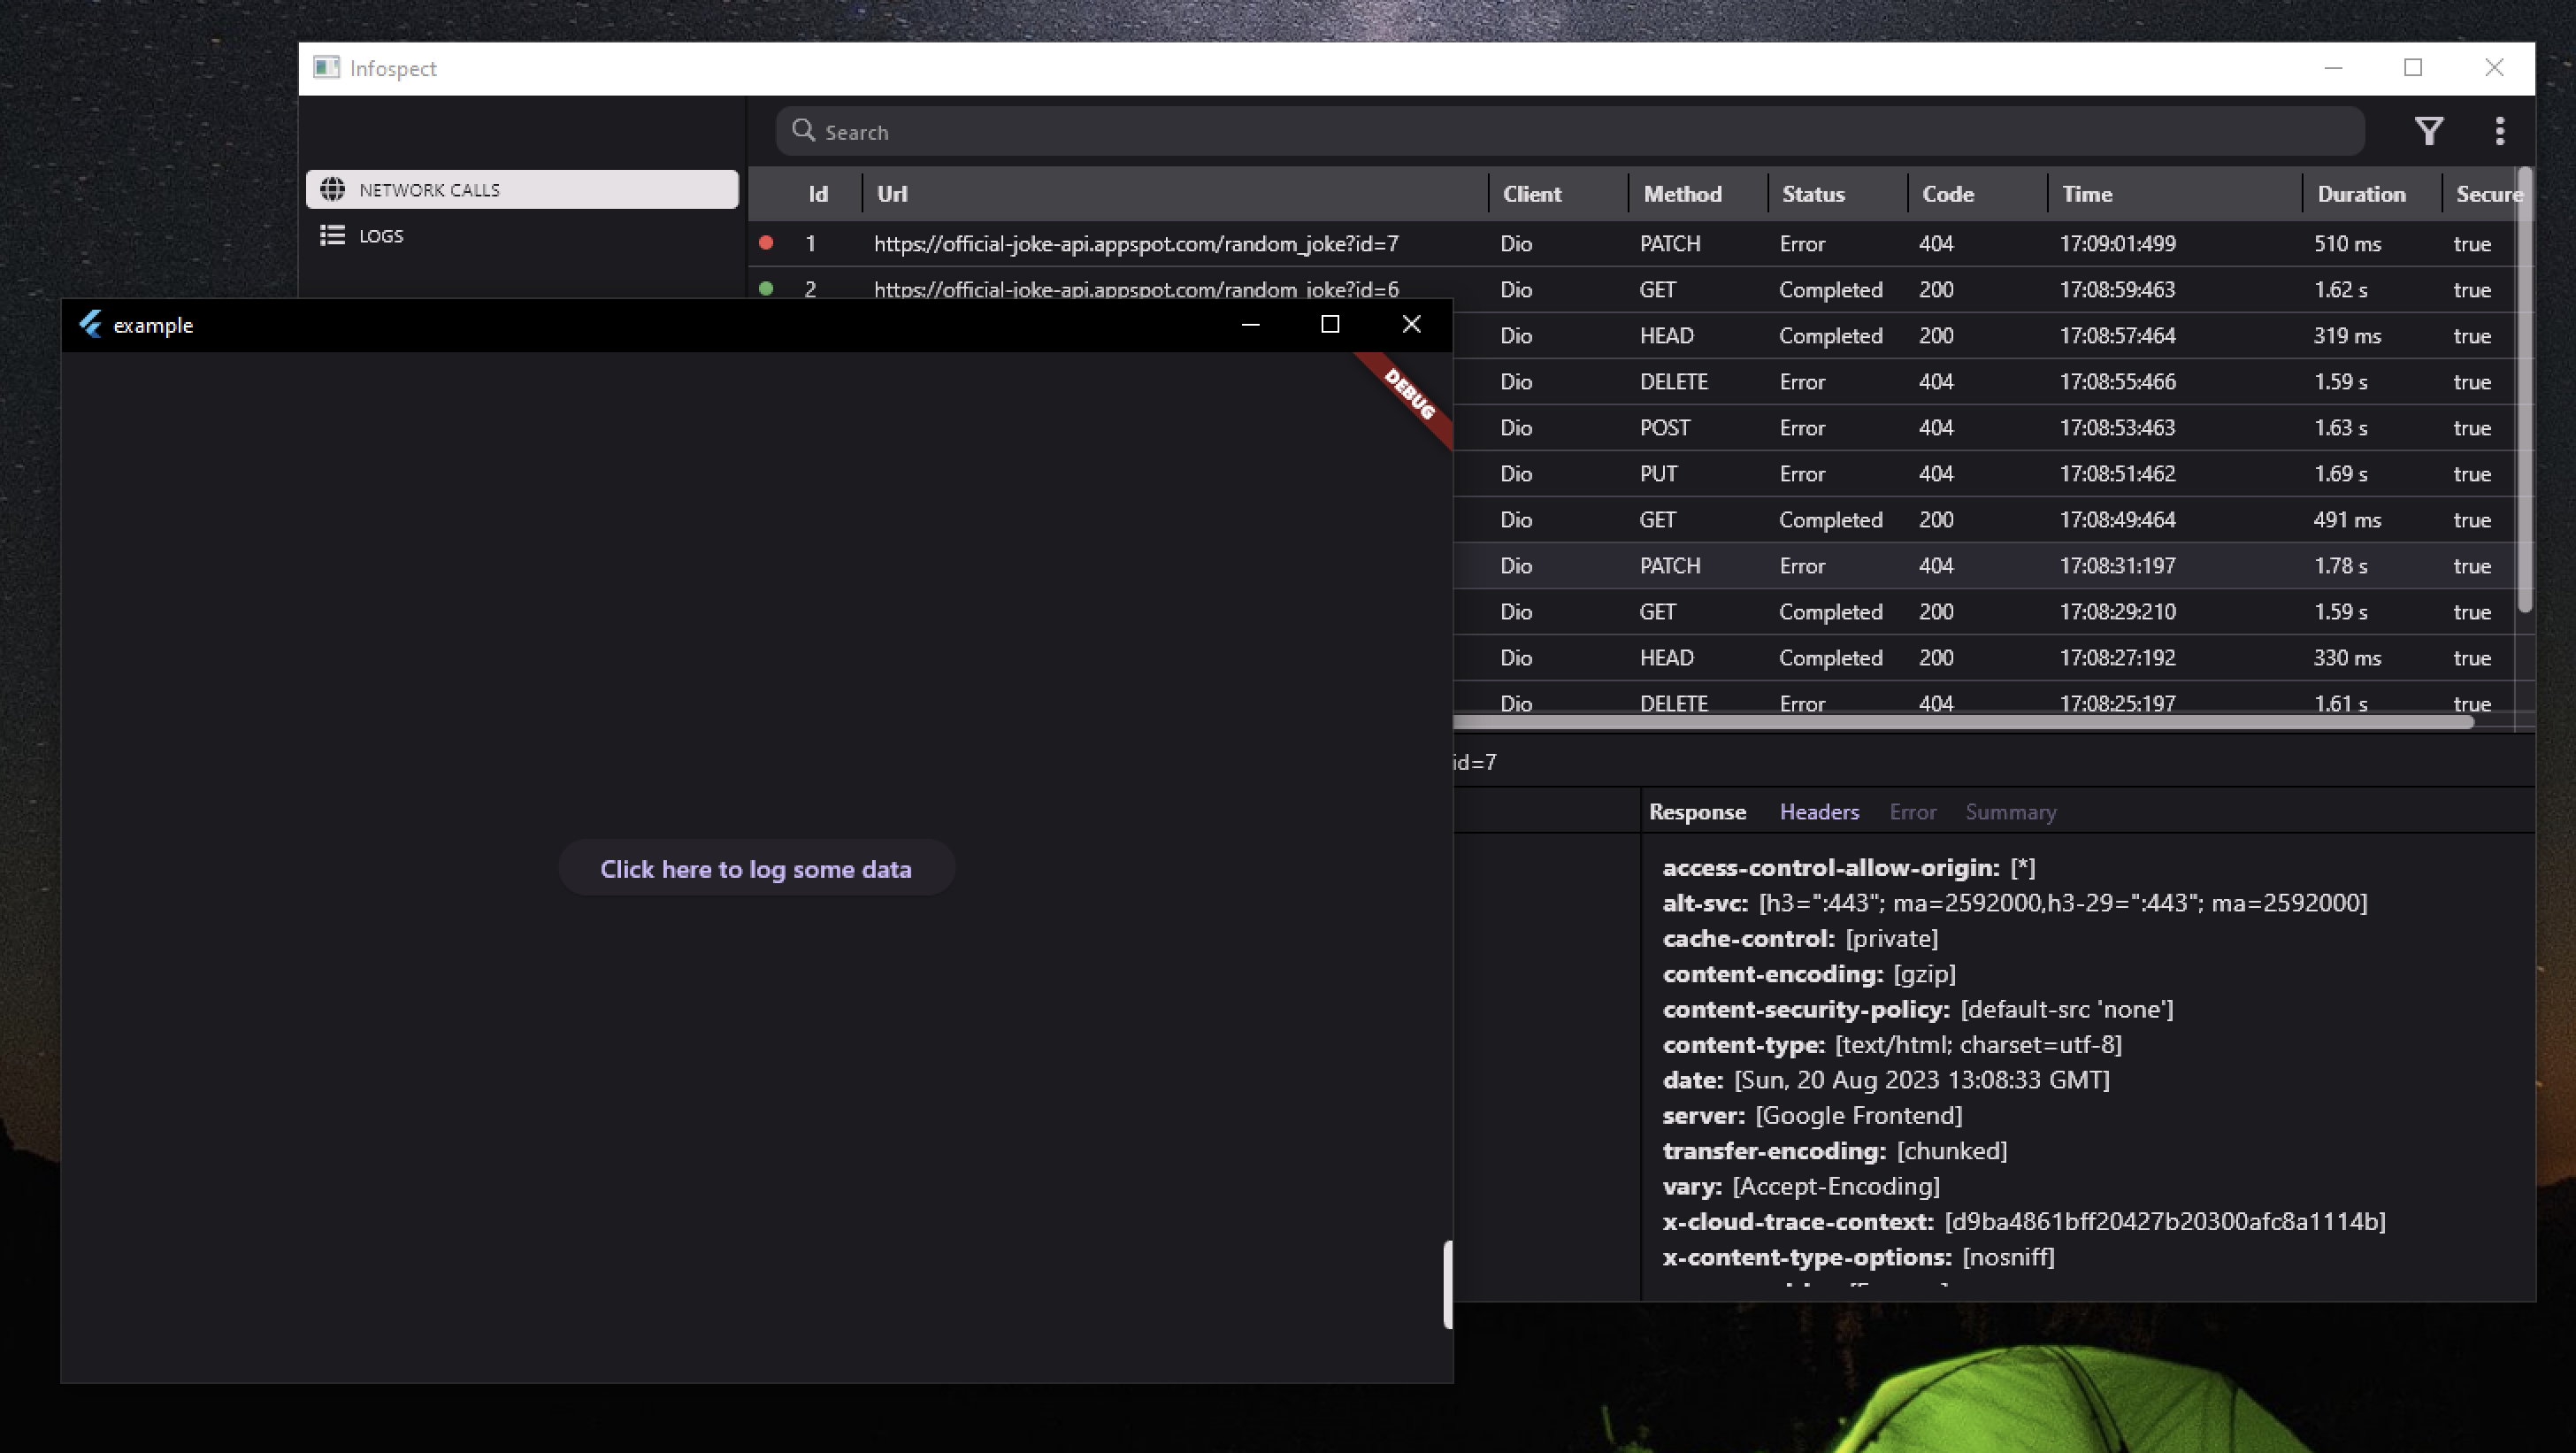 Infospect
Search
NETWORK CALLS
LOGS
Id Url Client Method Status Code Time Duration Secure
1 https://official-joke-api.appspot.com/random_joke?id=7 Dio PATCH Error 404 17:09:01:499 510 ms true
2 https://official-joke-api.appspot.com/random_joke?id=6 Dio GET Completed 200 17:08:59:463 1.62 s true
Dio HEAD Completed 200 17:08:57:464 319 ms true
Dio DELETE Error 404 17:08:55:466 1.59 s true
Dio POST Error 404 17:08:53:463 1.63 s true
Dio PUT Error 404 17:08:51:462 1.69 s true
Dio GET Completed 200 17:08:49:464 491 ms true
Dio PATCH Error 404 17:08:31:197 1.78 s true
Dio GET Completed 200 17:08:29:210 1.59 s true
Dio HEAD Completed 200 17:08:27:192 330 ms true
Dio DELETE Error 404 17:08:25:197 1.61 s true
id=7
Response Headers Error Summary
access-control-allow-origin: [*]
alt-svc: [h3=":443"; ma=2592000,h3-29=":443"; ma=2592000]
cache-control: [private]
content-encoding: [gzip]
content-security-policy: [default-src 'none']
content-type: [text/html; charset=utf-8]
date: [Sun, 20 Aug 2023 13:08:33 GMT]
server: [Google Frontend]
transfer-encoding: [chunked]
vary: [Accept-Encoding]
x-cloud-trace-context: [d9ba4861bff20427b20300afc8a1114b]
x-content-type-options: [nosniff]
example
DEBUG
Click here to log some data